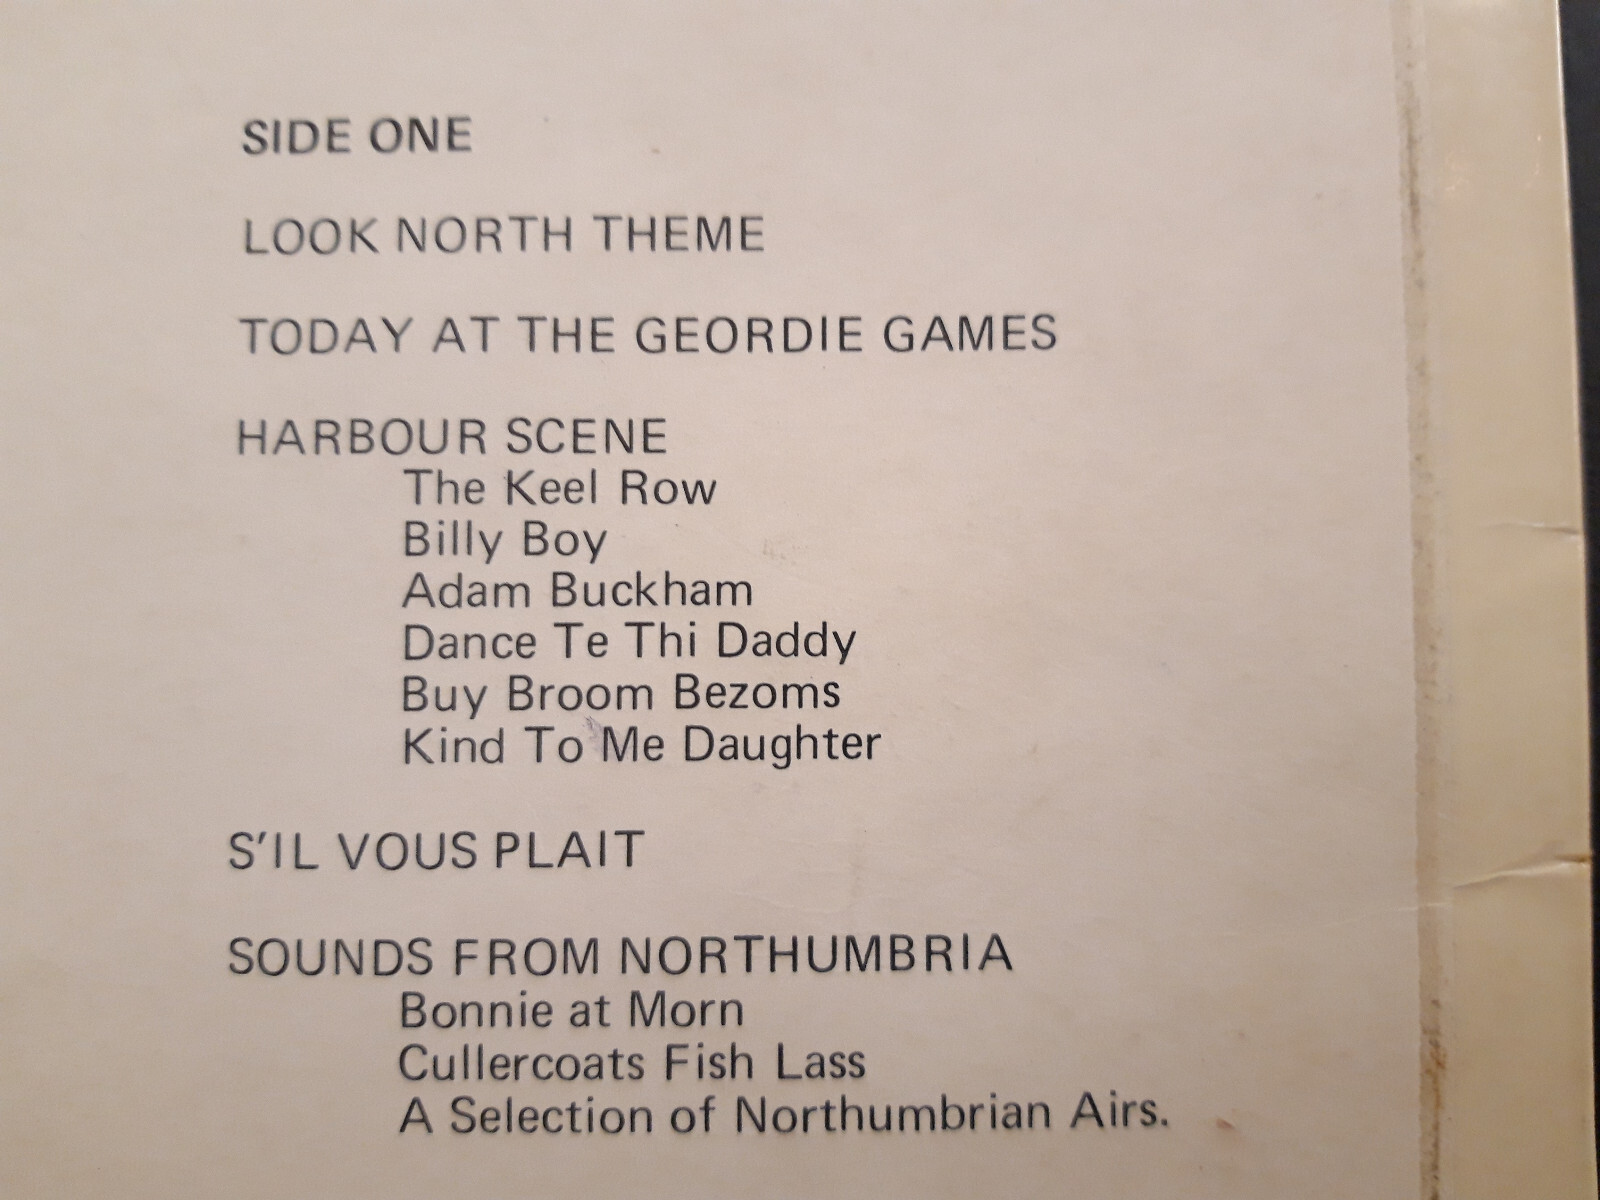 SIDE ONE
LOOK NORTH THEME
TODAY AT THE GEORDIE GAMES
HARBOUR SCENE
The Keel Row
Billy Boy
Adam Buckham
Dance Te Thi Daddy
Buy Broom Bezoms
Kind To Me Daughter
S'IL VOUS PLAIT
SOUNDS FROM NORTHUMBRIA
Bonnie at Morn
Cullercoats Fish Lass
A Selection of Northumbrian Airs.